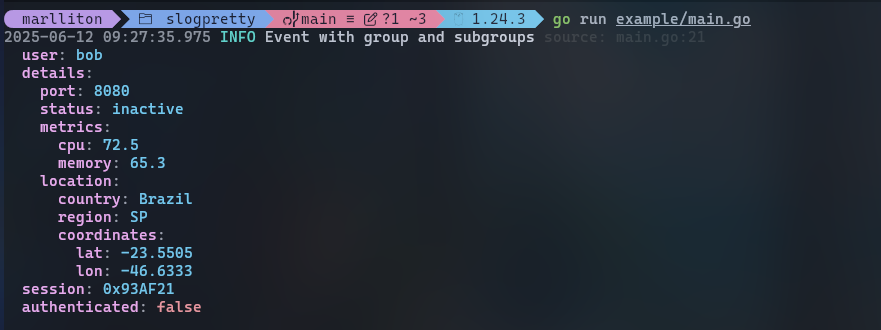 marlliton slogpretty main ≡ ?1 ~3 1.24.3 go run example/main.go
2025-06-12 09:27:35.975 INFO Event with group and subgroups source: main.go:21
user: bob
details:
port: 8080
status: inactive
metrics:
cpu: 72.5
memory: 65.3
location:
country: Brazil
region: SP
coordinates:
lat: -23.5505
lon: -46.6333
session: 0x93AF21
authenticated: false